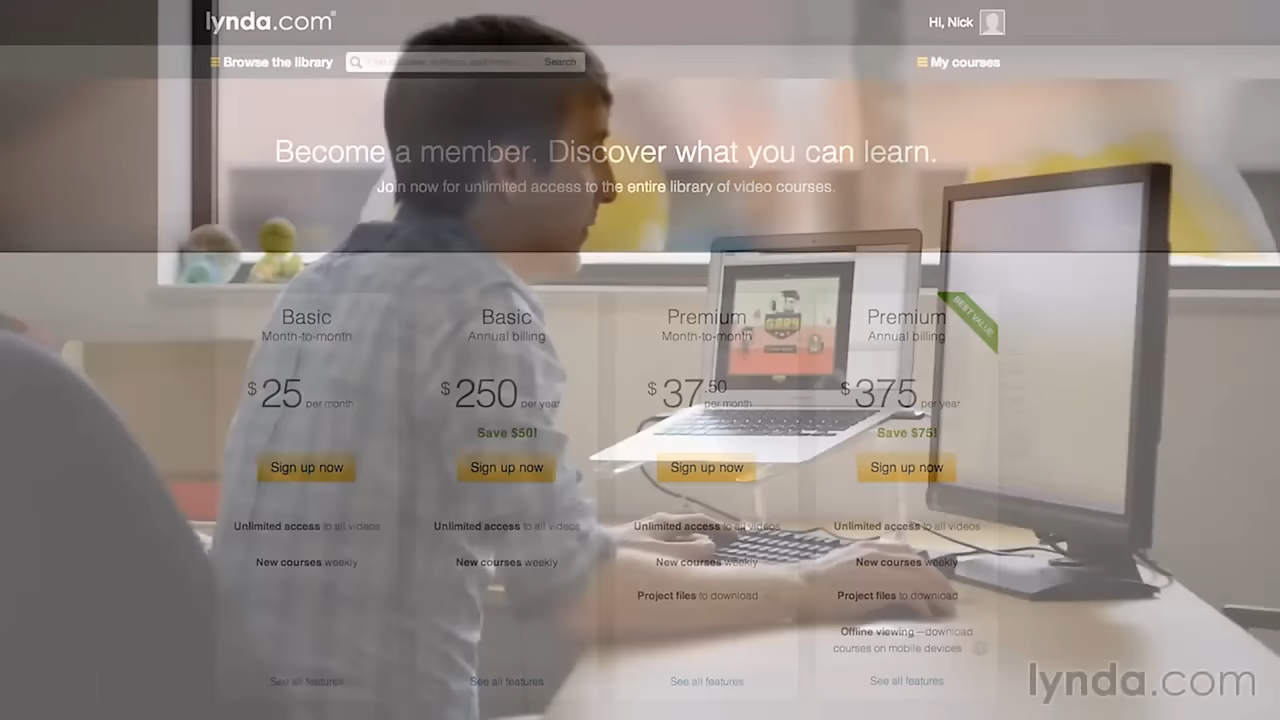 lynda.com
Hi, Nick
Browse the library
Search
My courses
Become a member. Discover what you can learn.
Join now for unlimited access to the entire library of video courses.
Basic
Month-to-month
$25 per month
Sign up now
Unlimited access to all videos
New courses weekly
See all features
Basic
Annual billing
$250 per year
Save $50!
Sign up now
Unlimited access to all videos
New courses weekly
See all features
Premium
Month-to-month
$37.50 per month
Sign up now
Unlimited access to all videos
New courses weekly
Project files to download
See all features
BEST VALUE
Premium
Annual billing
$375 per year
Save $75!
Sign up now
Unlimited access to all videos
New courses weekly
Project files to download
Offline viewing—download
courses on mobile devices
?
See all features
lynda.com